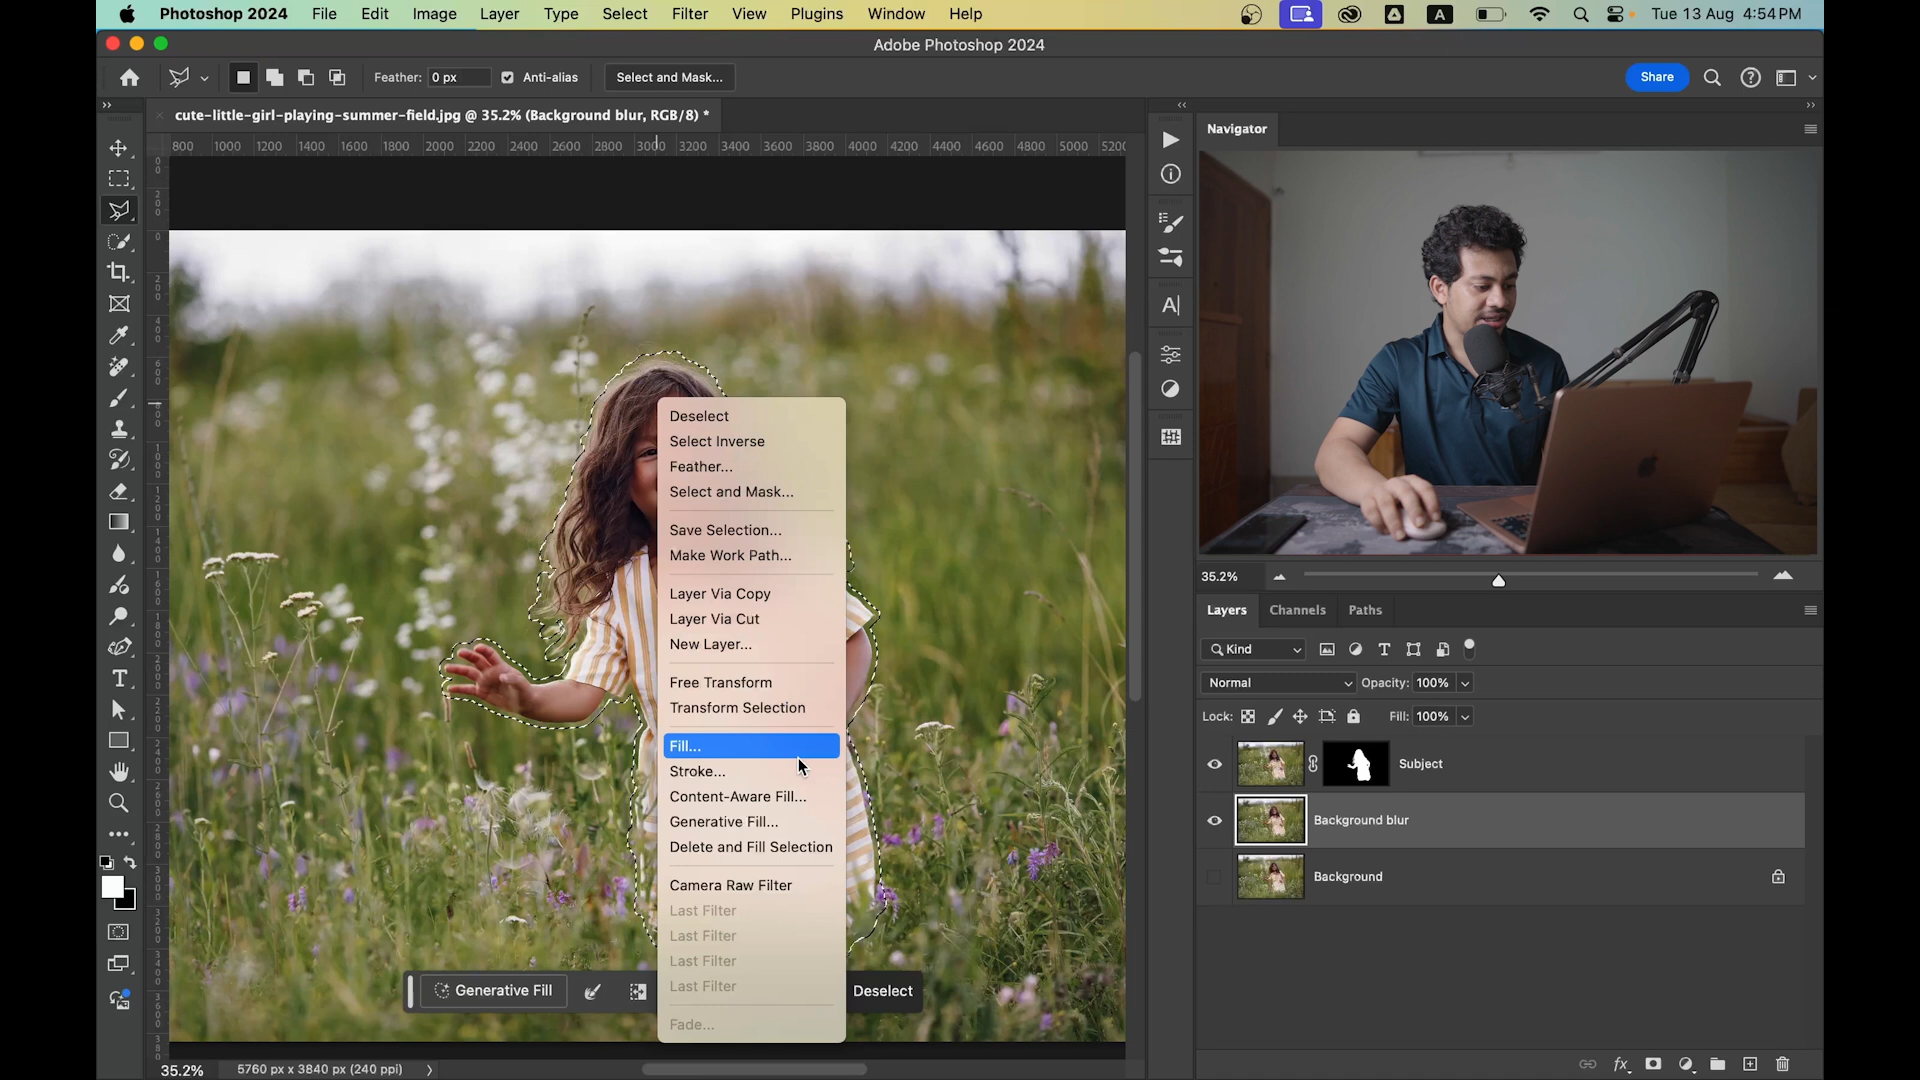 Photoshop 2024 File Edit Image Layer Type Select Filter View Plugins Window Help
A Tue 13 Aug 4:54 PM
Adobe Photoshop 2024
Feather: 0 px Anti-alias Select and Mask... Share
cute-little-girl-playing-summer-field.jpg @ 35.2% (Background blur, RGB/8) *
800 1000 1200 1400 1600 1800 2000 2200 2400 2600 2800 3000 3200 3400 3600 3800 4000 4200 4400 4600 4800 5000
Deselect
Select Inverse
Feather...
Select and Mask...
Save Selection...
Make Work Path...
Layer Via Copy
Layer Via Cut
New Layer...
Free Transform
Transform Selection
Fill...
Stroke...
Content-Aware Fill...
Generative Fill...
Delete and Fill Selection
Camera Raw Filter
Last Filter
Last Filter
Last Filter
Last Filter
Fade...
Generative Fill
Deselect
35.2% 5760 px x 3840 px (240 ppi)
Navigator
35.2%
Layers Channels Paths
Kind
Normal Opacity: 100%
Lock: Fill: 100%
Subject
Background blur
Background
fx